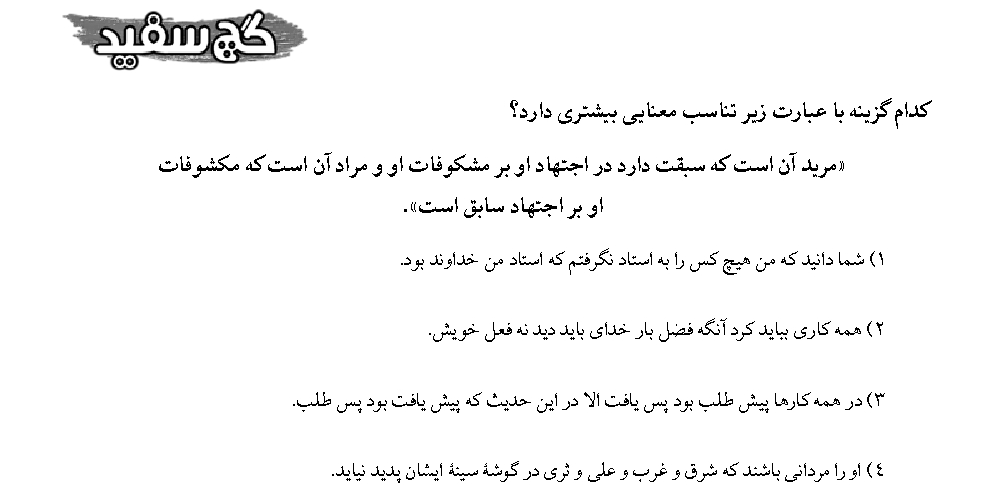 گچ سفید
کدام گزینه با عبارت زیر تناسب معنایی بیشتری دارد؟
«مرید آن است که سبقت دارد در اجتهاد او بر مشکوفات او و مراد آن است که مکشوفات
او بر اجتهاد سابق است».
۱) شما دانید که من هیچ کس را به استاد نگرفتم که استاد من خداوند بود.
۲) همه کاری بباید کرد آنگه فضل بار خدای باید دید نه فعل خویش.
۳) در همه کارها پیش طلب بود پس یافت الا در این حدیث که پیش یافت بود پس طلب.
٤) او را مردانی باشند که شرق و غرب و علی و ثری در گوشهٔ سینهٔ ایشان پدید نیاید.